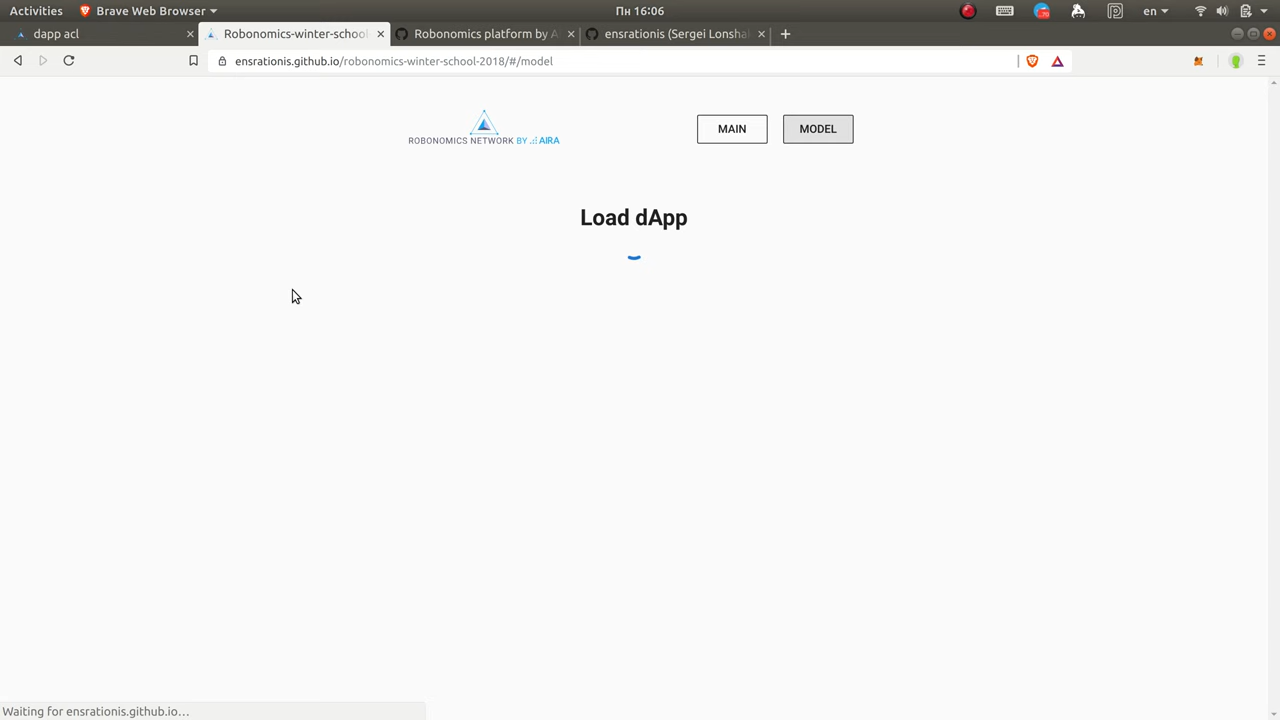 Activities
Brave Web Browser
Пн 16:06
en
dapp acl
Robonomics-winter-school
Robonomics platform by A
ensrationis (Sergei Lonshal
ensrationis.github.io/robonomics-winter-school-2018/#/model
ROBONOMICS NETWORK BY AIRA
MAIN
MODEL
Load dApp
Waiting for ensrationis.github.io…